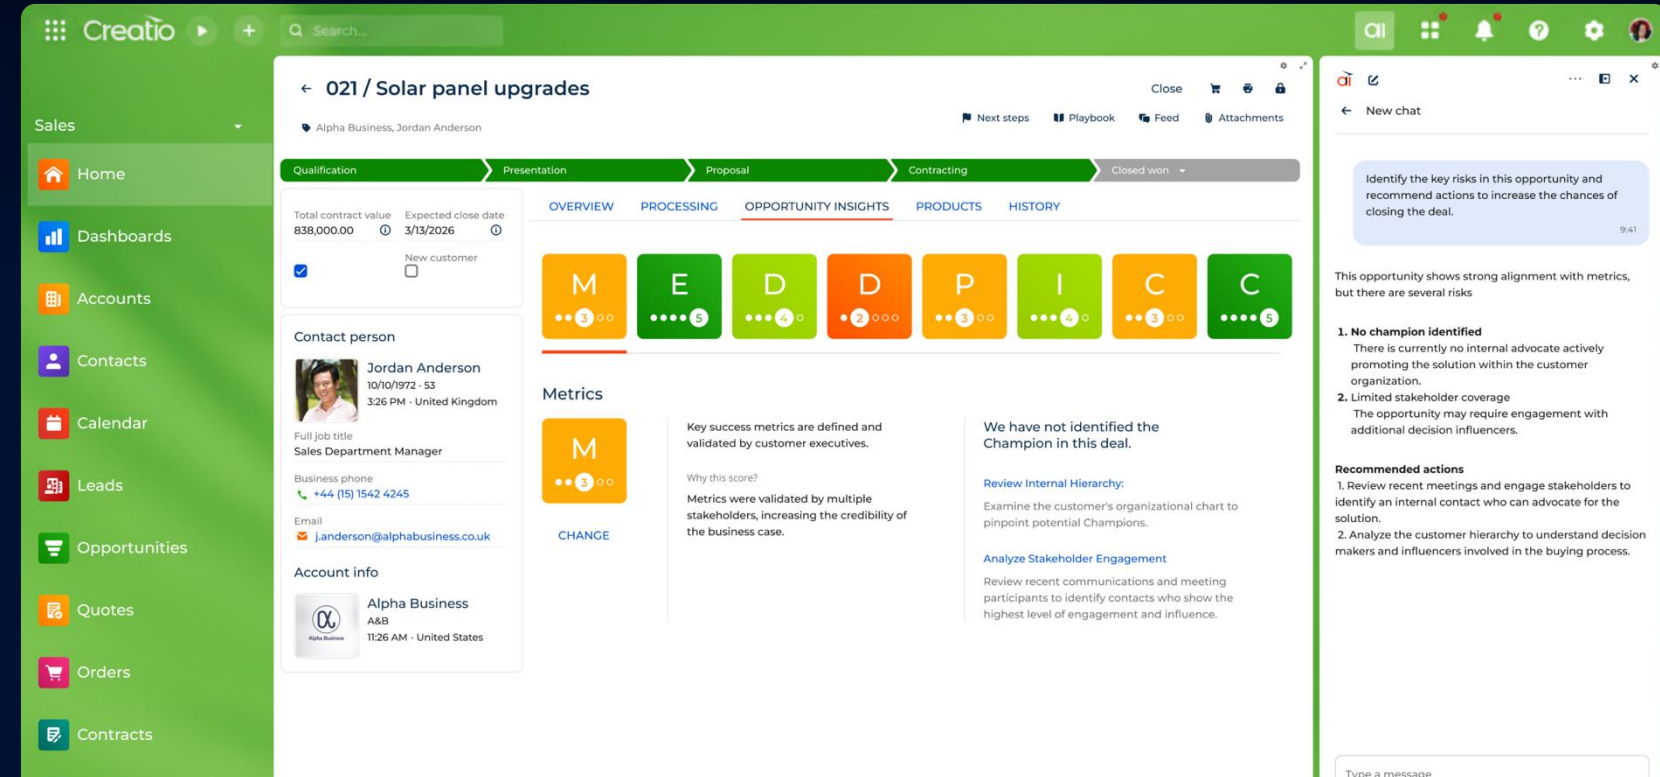 Creatio
Search...
ai
Sales
Home
Dashboards
Accounts
Contacts
Calendar
Leads
Opportunities
Quotes
Orders
Contracts
021 / Solar panel upgrades
Close
Alpha Business, Jordan Anderson
Next steps Playbook Feed Attachments
Qualification Presentation Proposal Contracting Closed won
Total contract value Expected close date
838,000.00 3/13/2026
New customer
Contact person
Jordan Anderson
10/10/1972 · 53
3:26 PM · United Kingdom
Full job title
Sales Department Manager
Business phone
+44 (15) 1542 4245
Email
j.anderson@alphabusiness.co.uk
Account info
Alpha Business
Alpha Business
A&B
11:26 AM · United States
OVERVIEW PROCESSING OPPORTUNITY INSIGHTS PRODUCTS HISTORY
M E D D P I C C
3 5 4 2 3 4 3 5
Metrics
M
3
CHANGE
Key success metrics are defined and
validated by customer executives.
Why this score?
Metrics were validated by multiple
stakeholders, increasing the credibility of
the business case.
We have not identified the
Champion in this deal.
Review Internal Hierarchy:
Examine the customer's organizational chart to
pinpoint potential Champions.
Analyze Stakeholder Engagement
Review recent communications and meeting
participants to identify contacts who show the
highest level of engagement and influence.
ai
New chat
Identify the key risks in this opportunity and
recommend actions to increase the chances of
closing the deal.
9:41
This opportunity shows strong alignment with metrics,
but there are several risks
1. No champion identified
There is currently no internal advocate actively
promoting the solution within the customer
organization.
2. Limited stakeholder coverage
The opportunity may require engagement with
additional decision influencers.
Recommended actions
1. Review recent meetings and engage stakeholders to
identify an internal contact who can advocate for the
solution.
2. Analyze the customer hierarchy to understand decision
makers and influencers involved in the buying process.
Type a message